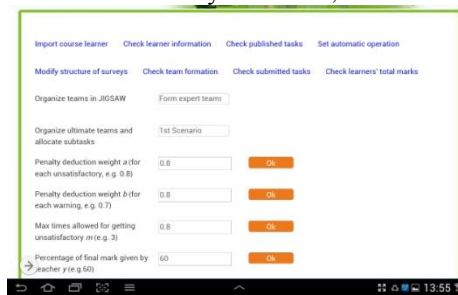 Import course learner Check learner information Check published tasks Set automatic operation
Modify structure of surveys Check team formation Check submitted tasks Check learners' total marks
Organize teams in JIGSAW Form expert teams
Organize ultimate teams and 1st Scenario
allocate subtasks
Penalty deduction weight a (for 0.8 Ok
each unsatisfactory, e.g. 0.8)
Penalty deduction weight b (for 0.8 Ok
each warning, e.g. 0.7)
Max times allowed for getting 0.8 Ok
unsatisfactory m (e.g. 3)
Percentage of final mark given by 60 Ok
teacher y (e.g.60)
13:55